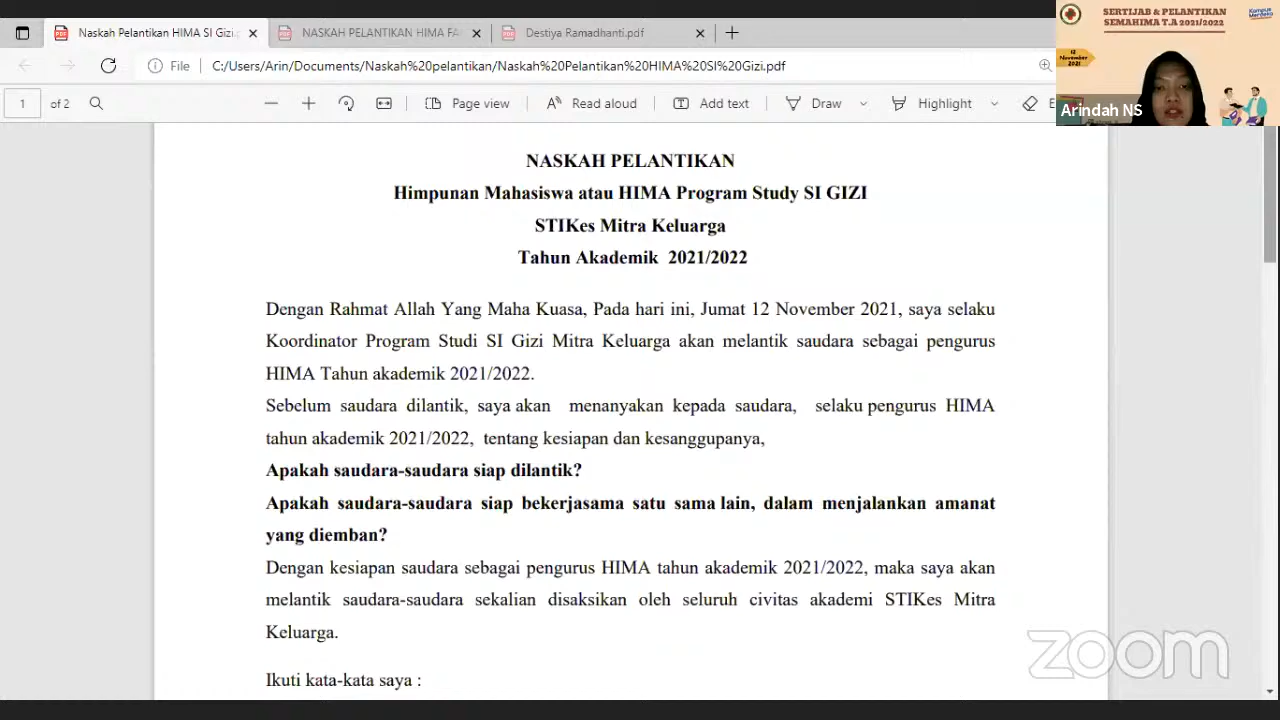 Naskah Pelantikan HIMA SI Gizi.p
NASKAH PELANTIKAN HIMA FA
Destiya Ramadhanti.pdf
File
C:/Users/Arin/Documents/Naskah%20pelantikan/Naskah%20Pelantikan%20HIMA%20SI%20Gizi.pdf
1 of 2
Page view
Read aloud
Add text
Draw
Highlight
E
SERTIJAB & PELANTIKAN
SEMAHIMA T.A 2021/2022
Kampus
Merdeka
12
November
2021
Arindah NS
NASKAH PELANTIKAN
Himpunan Mahasiswa atau HIMA Program Study SI GIZI
STIKes Mitra Keluarga
Tahun Akademik 2021/2022
Dengan Rahmat Allah Yang Maha Kuasa, Pada hari ini, Jumat 12 November 2021, saya selaku
Koordinator Program Studi SI Gizi Mitra Keluarga akan melantik saudara sebagai pengurus
HIMA Tahun akademik 2021/2022.
Sebelum saudara dilantik, saya akan menanyakan kepada saudara, selaku pengurus HIMA
tahun akademik 2021/2022, tentang kesiapan dan kesanggupanya,
Apakah saudara-saudara siap dilantik?
Apakah saudara-saudara siap bekerjasama satu sama lain, dalam menjalankan amanat
yang diemban?
Dengan kesiapan saudara sebagai pengurus HIMA tahun akademik 2021/2022, maka saya akan
melantik saudara-saudara sekalian disaksikan oleh seluruh civitas akademi STIKes Mitra
Keluarga.
Ikuti kata-kata saya :
zoom